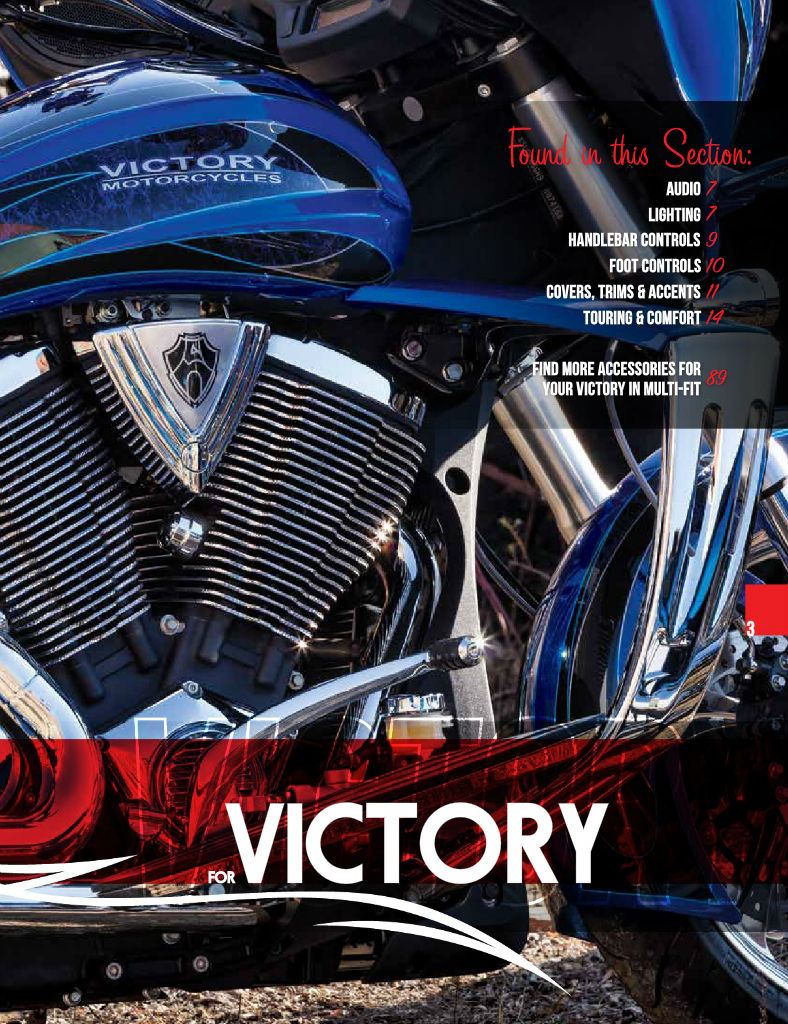 VICTORY
MOTORCYCLES
Found in this Section:
AUDIO 7
LIGHTING 7
HANDLEBAR CONTROLS 9
FOOT CONTROLS 10
COVERS, TRIMS & ACCENTS 11
TOURING & COMFORT 14
FIND MORE ACCESSORIES FOR
YOUR VICTORY IN MULTI-FIT 89
3
FOR VICTORY